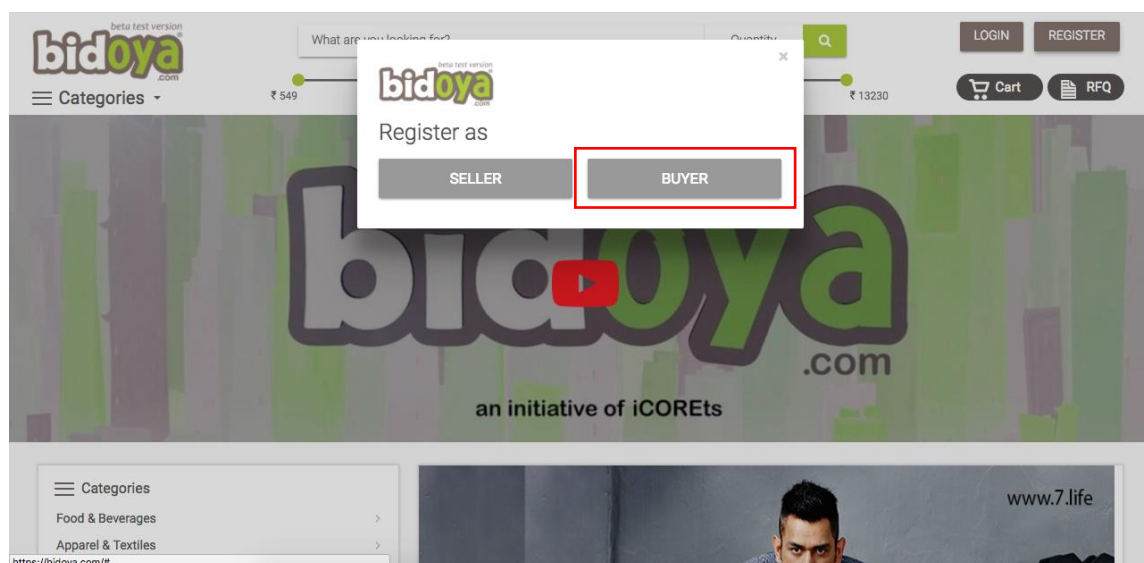 beta test version
bidoya
.com
What are you looking for?
Quantity
LOGIN
REGISTER
Categories
₹ 549
₹ 13230
Cart
RFQ
beta test version
bidoya
.com
×
Register as
SELLER
BUYER
bidoya
.com
an initiative of iCOREts
Categories
Food & Beverages
Apparel & Textiles
www.7.life
https://bidoya.com/#